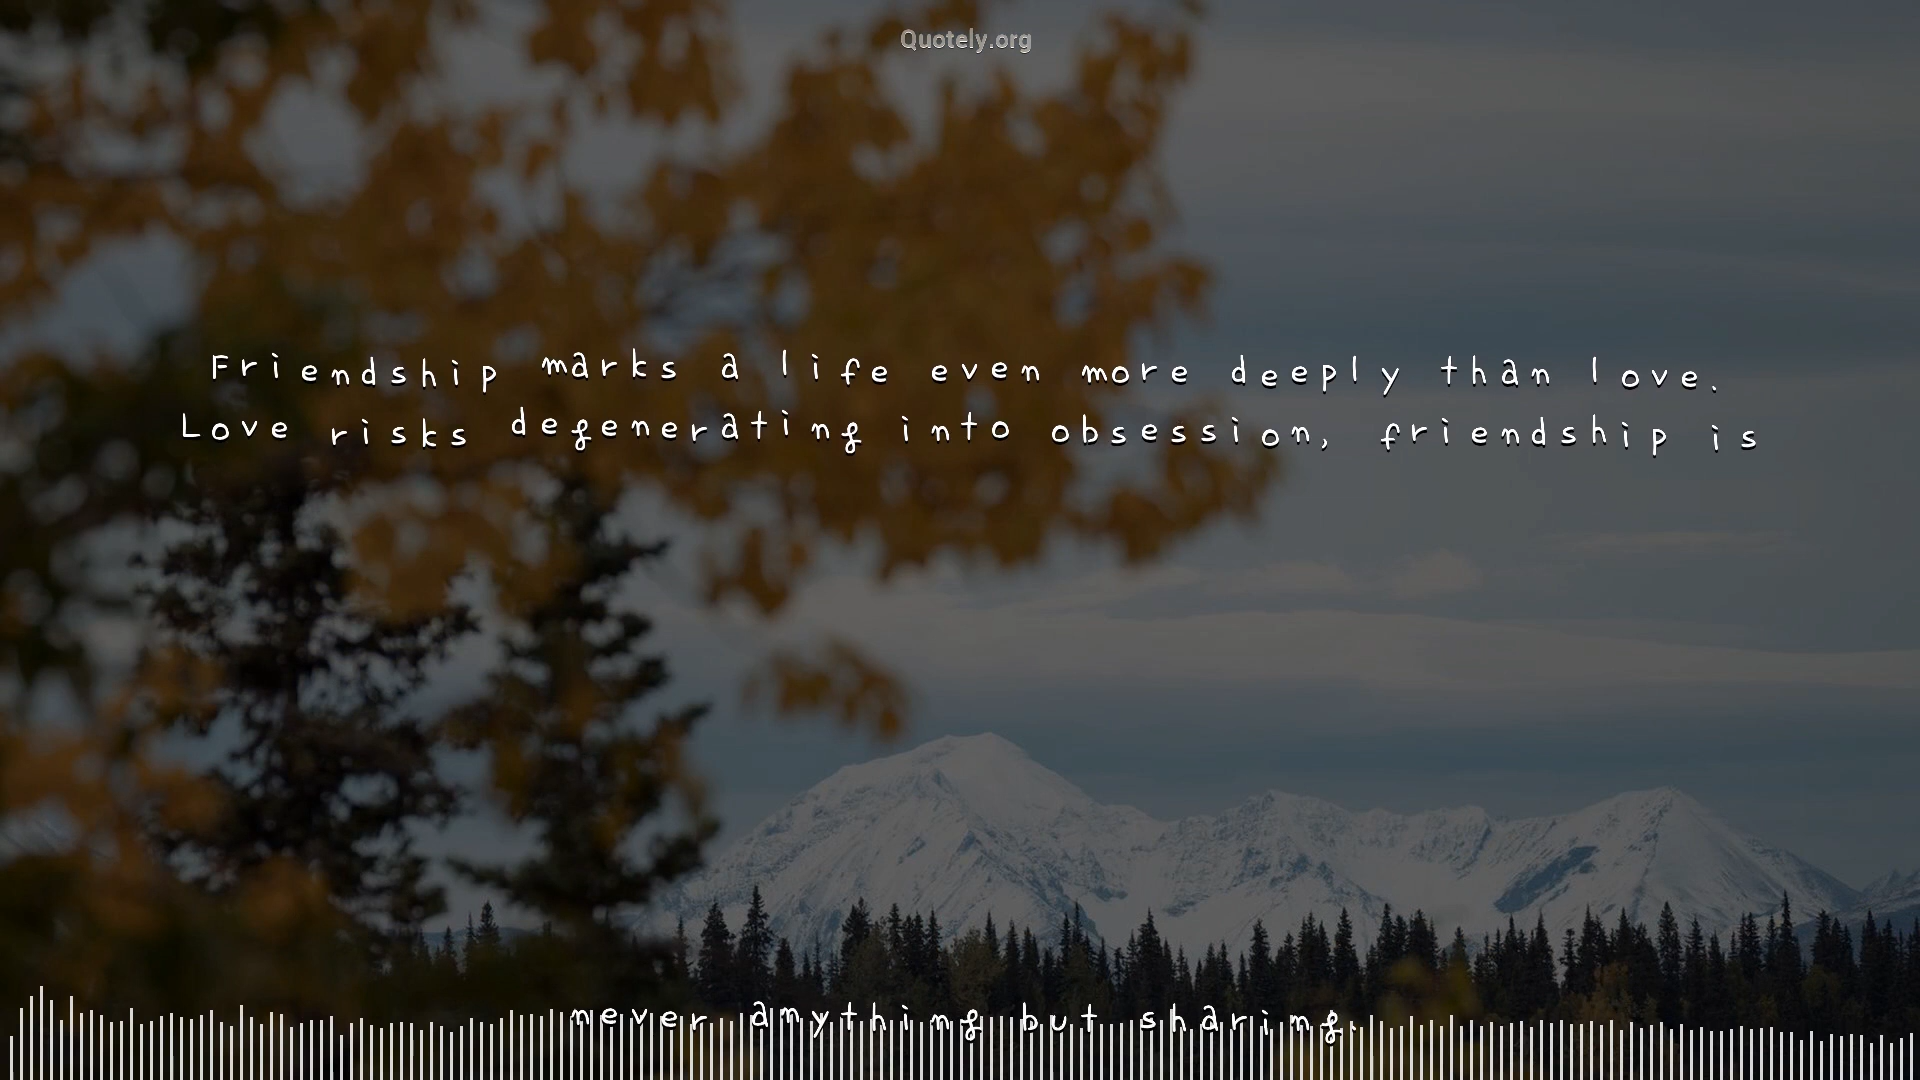 Quotely.org
Friendship marks a life even more deeply than love.
Love risks degenerating into obsession, friendship is
never anything but sharing.